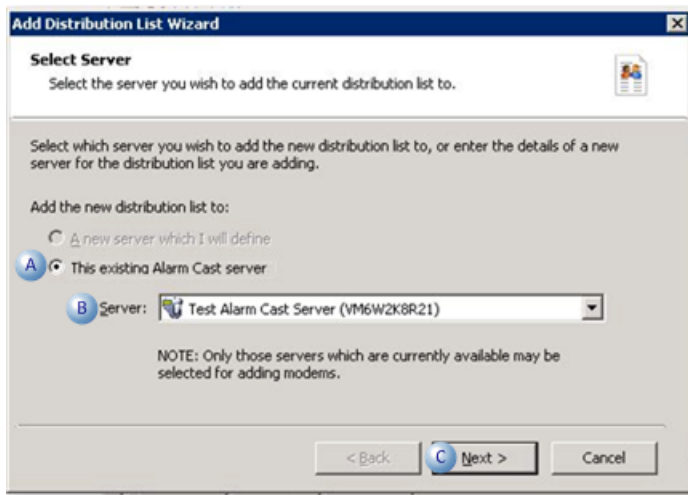 Add Distribution List Wizard
Select Server
Select the server you wish to add the current distribution list to.
Select which server you wish to add the new distribution list to, or enter the details of a new
server for the distribution list you are adding.
Add the new distribution list to:
A new server which I will define
A This existing Alarm Cast server
B Server: Test Alarm Cast Server (VM6W2K8R21)
NOTE: Only those servers which are currently available may be
selected for adding modems.
< Back C Next > Cancel